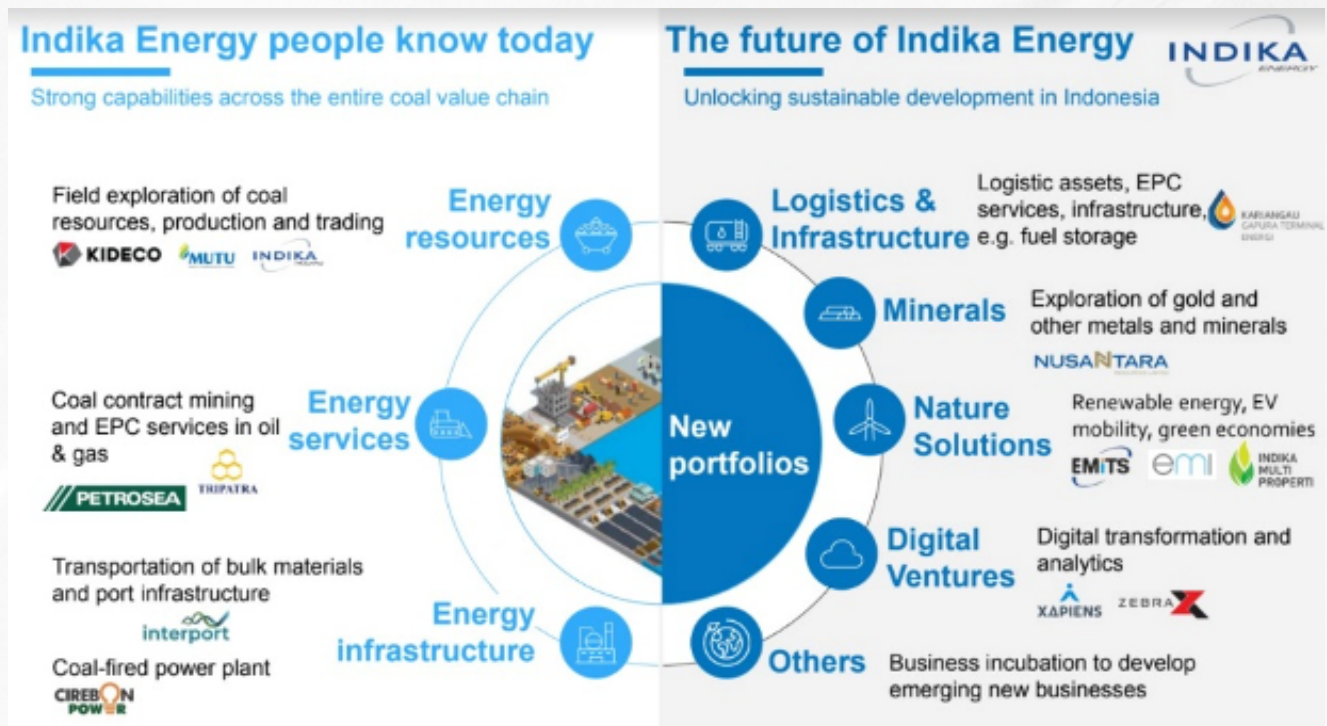 Indika Energy people know today
Strong capabilities across the entire coal value chain
Field exploration of coal
resources, production and trading
KIDECO
MUTU
INDIKA
Energy
resources
Coal contract mining
and EPC services in oil
& gas
PETROSEA
TRIPATRA
Energy
services
Transportation of bulk materials
and port infrastructure
interport
Coal-fired power plant
CIREBON
POWER
Energy
infrastructure
The future of Indika Energy
INDIKA
ENERGY
Unlocking sustainable development in Indonesia
New
portfolios
Logistics &
Infrastructure
Logistic assets, EPC
services, infrastructure,
e.g. fuel storage
KARIANGAU
GAPURA TERMINAL
ENERGI
Minerals
Exploration of gold and
other metals and minerals
NUSANTARA
Nature
Solutions
Renewable energy, EV
mobility, green economies
EMiTS
emi
INDIKA
MULTI
PROPERTI
Digital
Ventures
Digital transformation and
analytics
XAPIENS
ZEBRAX
Others
Business incubation to develop
emerging new businesses